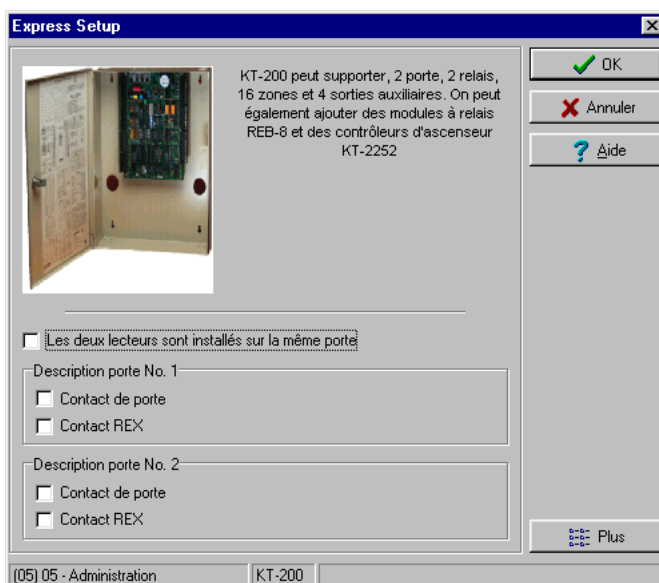 Express Setup
KT-200 peut supporter, 2 porte, 2 relais,
16 zones et 4 sorties auxiliaires. On peut
également ajouter des modules à relais
REB-8 et des contrôleurs d'ascenseur
KT-2252
OK
Annuler
Aide
Les deux lecteurs sont installés sur la même porte
Description porte No. 1
Contact de porte
Contact REX
Description porte No. 2
Contact de porte
Contact REX
Plus
(05) 05 - Administration
KT-200